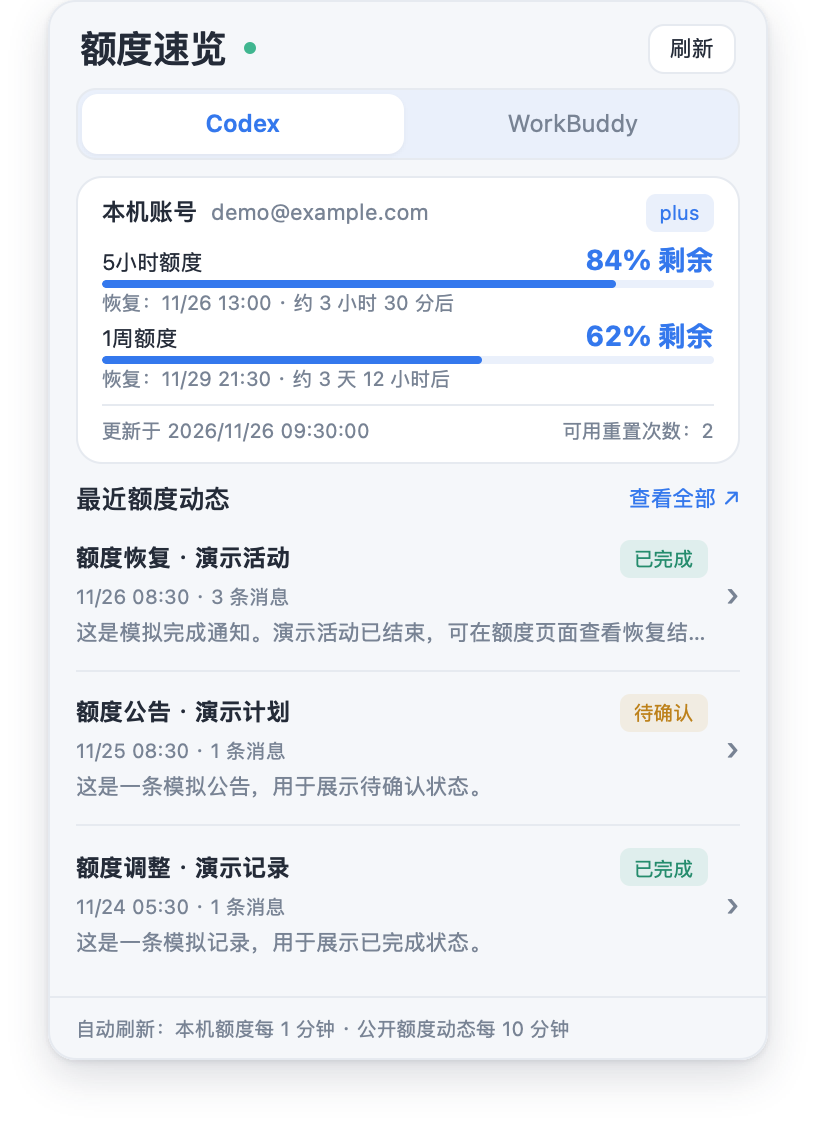 额度速览
刷新
Codex
WorkBuddy
本机账号 demo@example.com
plus
5小时额度
84% 剩余
恢复：11/26 13:00 · 约 3 小时 30 分后
1周额度
62% 剩余
恢复：11/29 21:30 · 约 3 天 12 小时后
更新于 2026/11/26 09:30:00
可用重置次数：2
最近额度动态
查看全部 ↗
额度恢复 · 演示活动
已完成
11/26 08:30 · 3 条消息
这是模拟完成通知。演示活动已结束，可在额度页面查看恢复结...
额度公告 · 演示计划
待确认
11/25 08:30 · 1 条消息
这是一条模拟公告，用于展示待确认状态。
额度调整 · 演示记录
已完成
11/24 05:30 · 1 条消息
这是一条模拟记录，用于展示已完成状态。
自动刷新：本机额度每 1 分钟 · 公开额度动态每 10 分钟